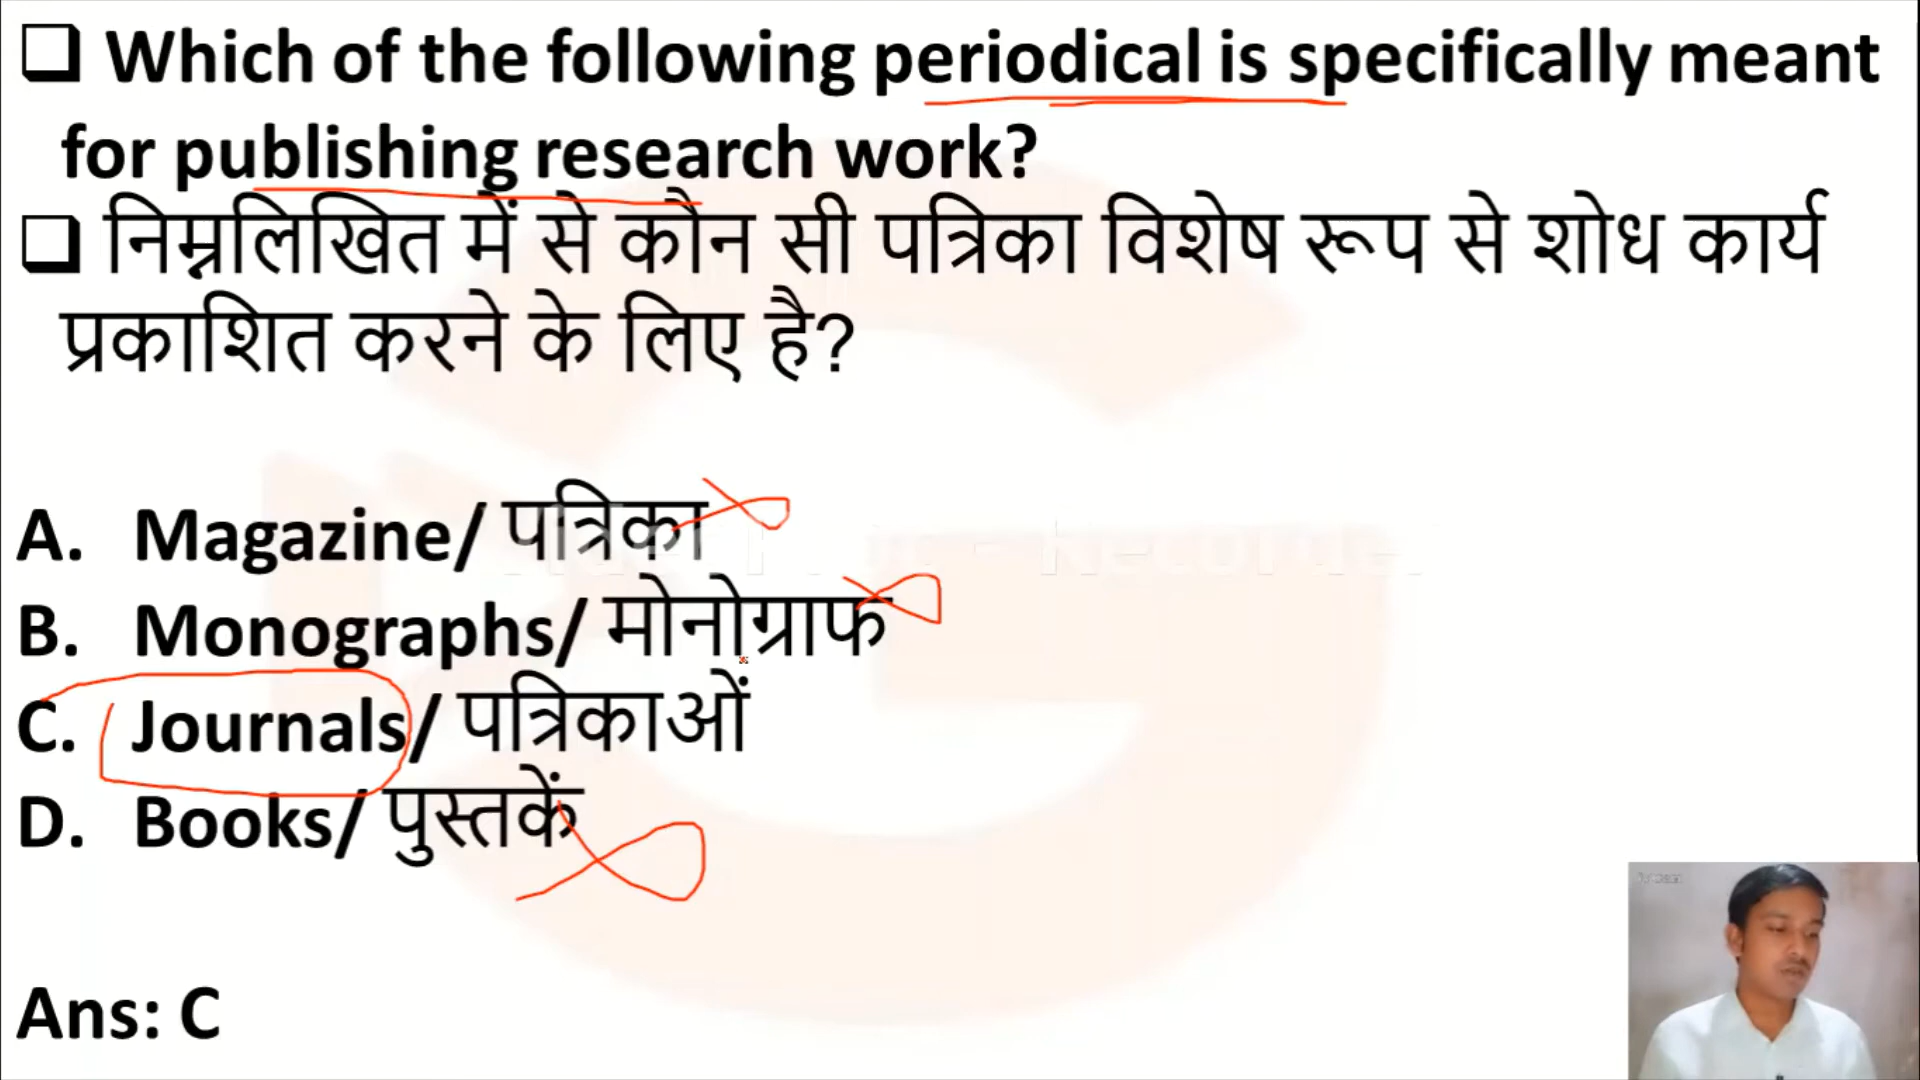 ❑ Which of the following periodical is specifically meant
for publishing research work?
❑ निम्नलिखित में से कौन सी पत्रिका विशेष रूप से शोध कार्य
प्रकाशित करने के लिए है?
A. Magazine/ पत्रिका
B. Monographs/ मोनोग्राफ
C. Journals/ पत्रिकाओं
D. Books/ पुस्तकें
Ans: C